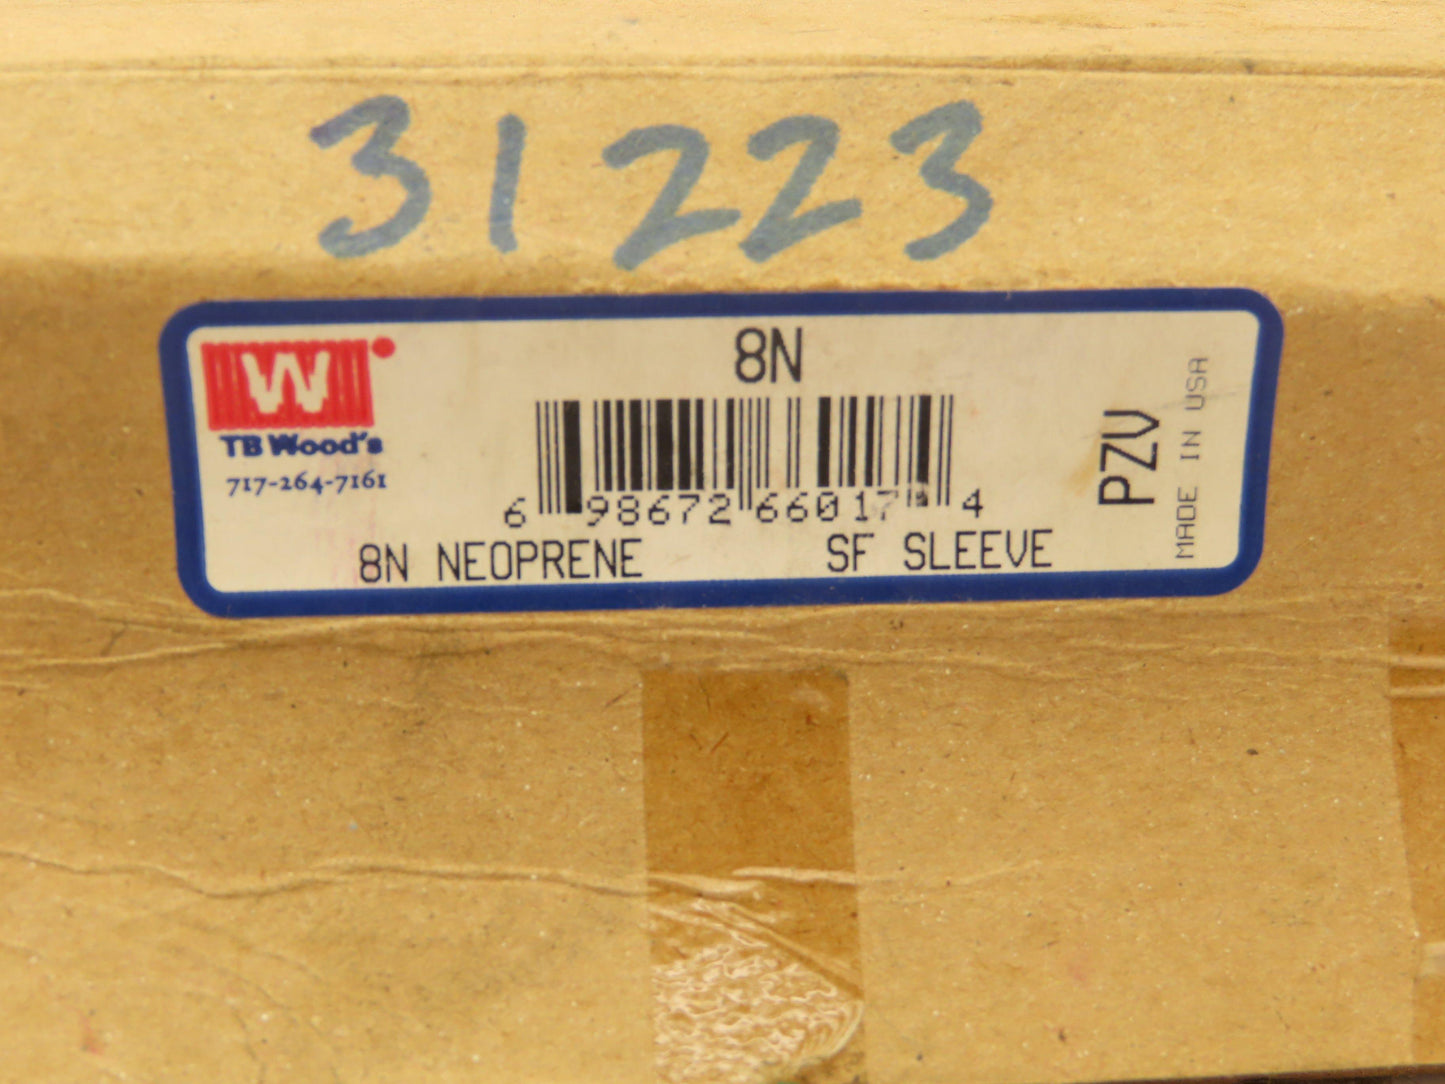 31223
W
TB Wood's
717-264-7161
8N
6 98672 66017 4
8N NEOPRENE SF SLEEVE
PZV
MADE IN USA